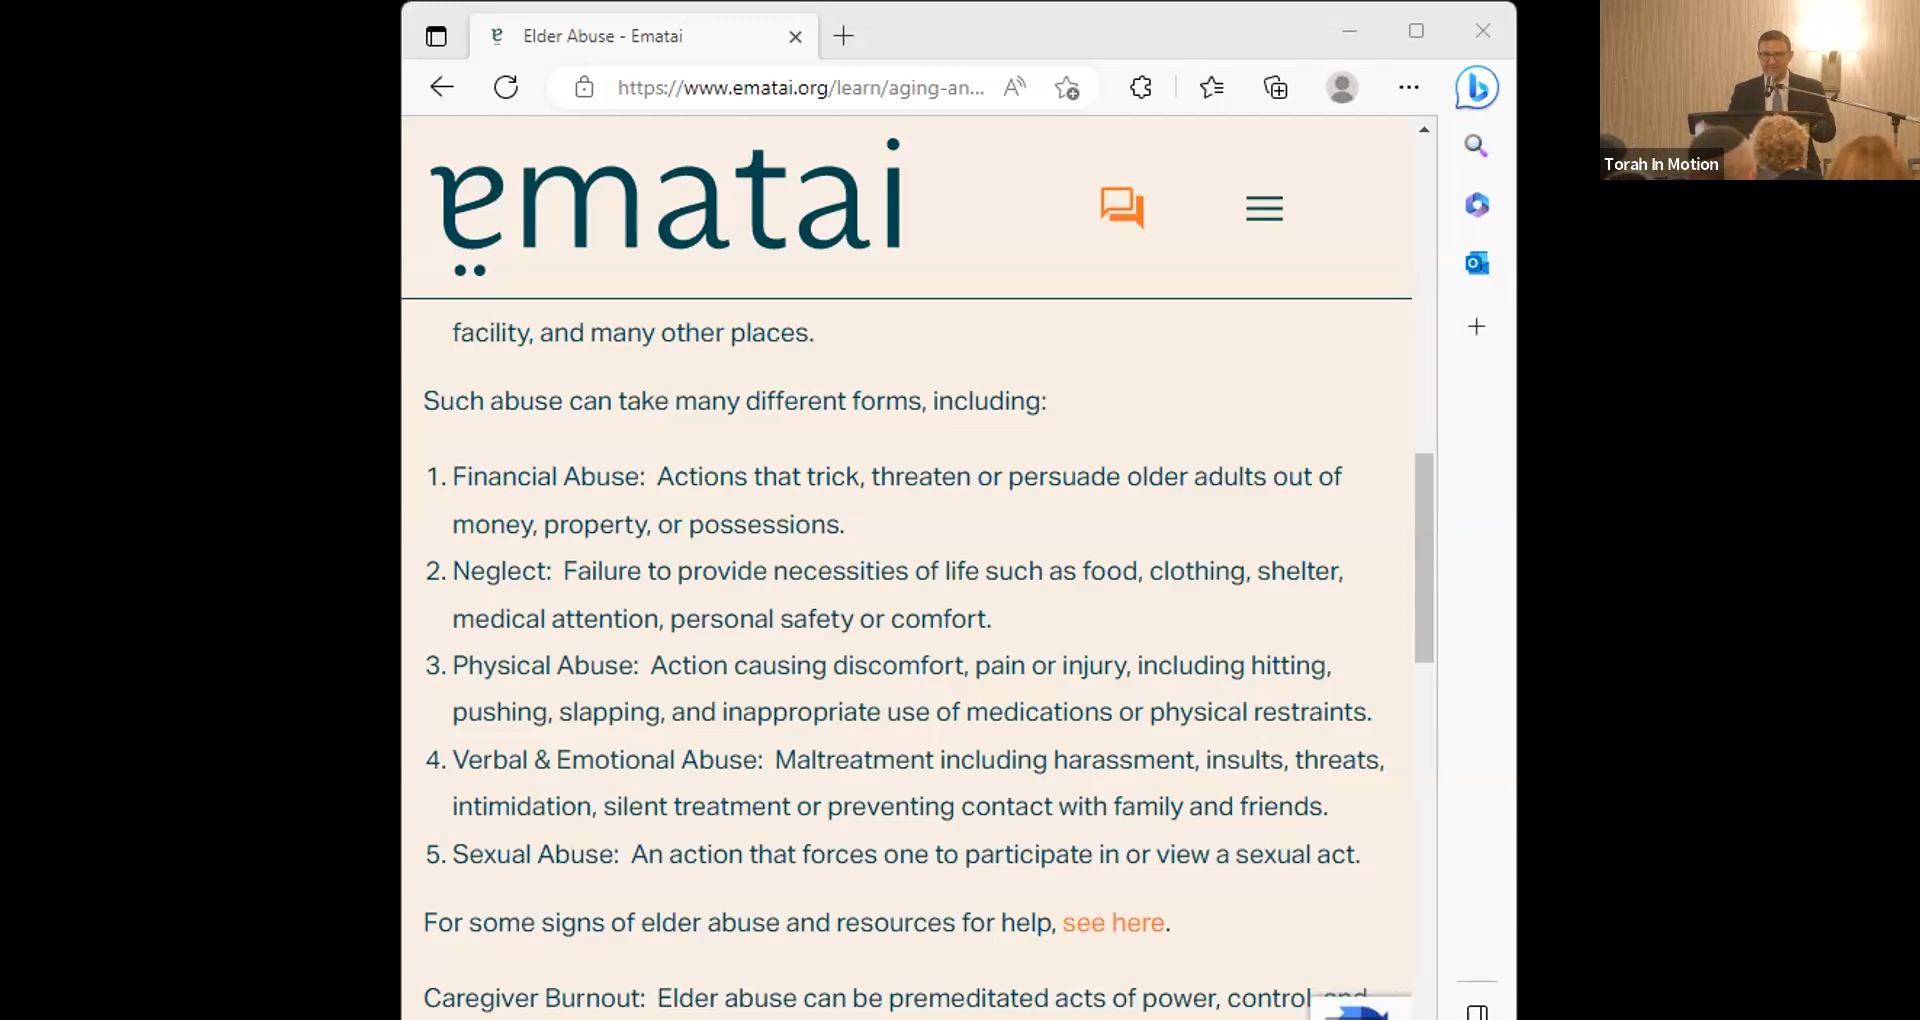 Elder Abuse - Ematai
https://www.ematai.org/learn/aging-an...
Torah In Motion
ematai
facility, and many other places.
Such abuse can take many different forms, including:
1. Financial Abuse: Actions that trick, threaten or persuade older adults out of
money, property, or possessions.
2. Neglect: Failure to provide necessities of life such as food, clothing, shelter,
medical attention, personal safety or comfort.
3. Physical Abuse: Action causing discomfort, pain or injury, including hitting,
pushing, slapping, and inappropriate use of medications or physical restraints.
4. Verbal & Emotional Abuse: Maltreatment including harassment, insults, threats,
intimidation, silent treatment or preventing contact with family and friends.
5. Sexual Abuse: An action that forces one to participate in or view a sexual act.
For some signs of elder abuse and resources for help, see here.
Caregiver Burnout: Elder abuse can be premeditated acts of power, control, and